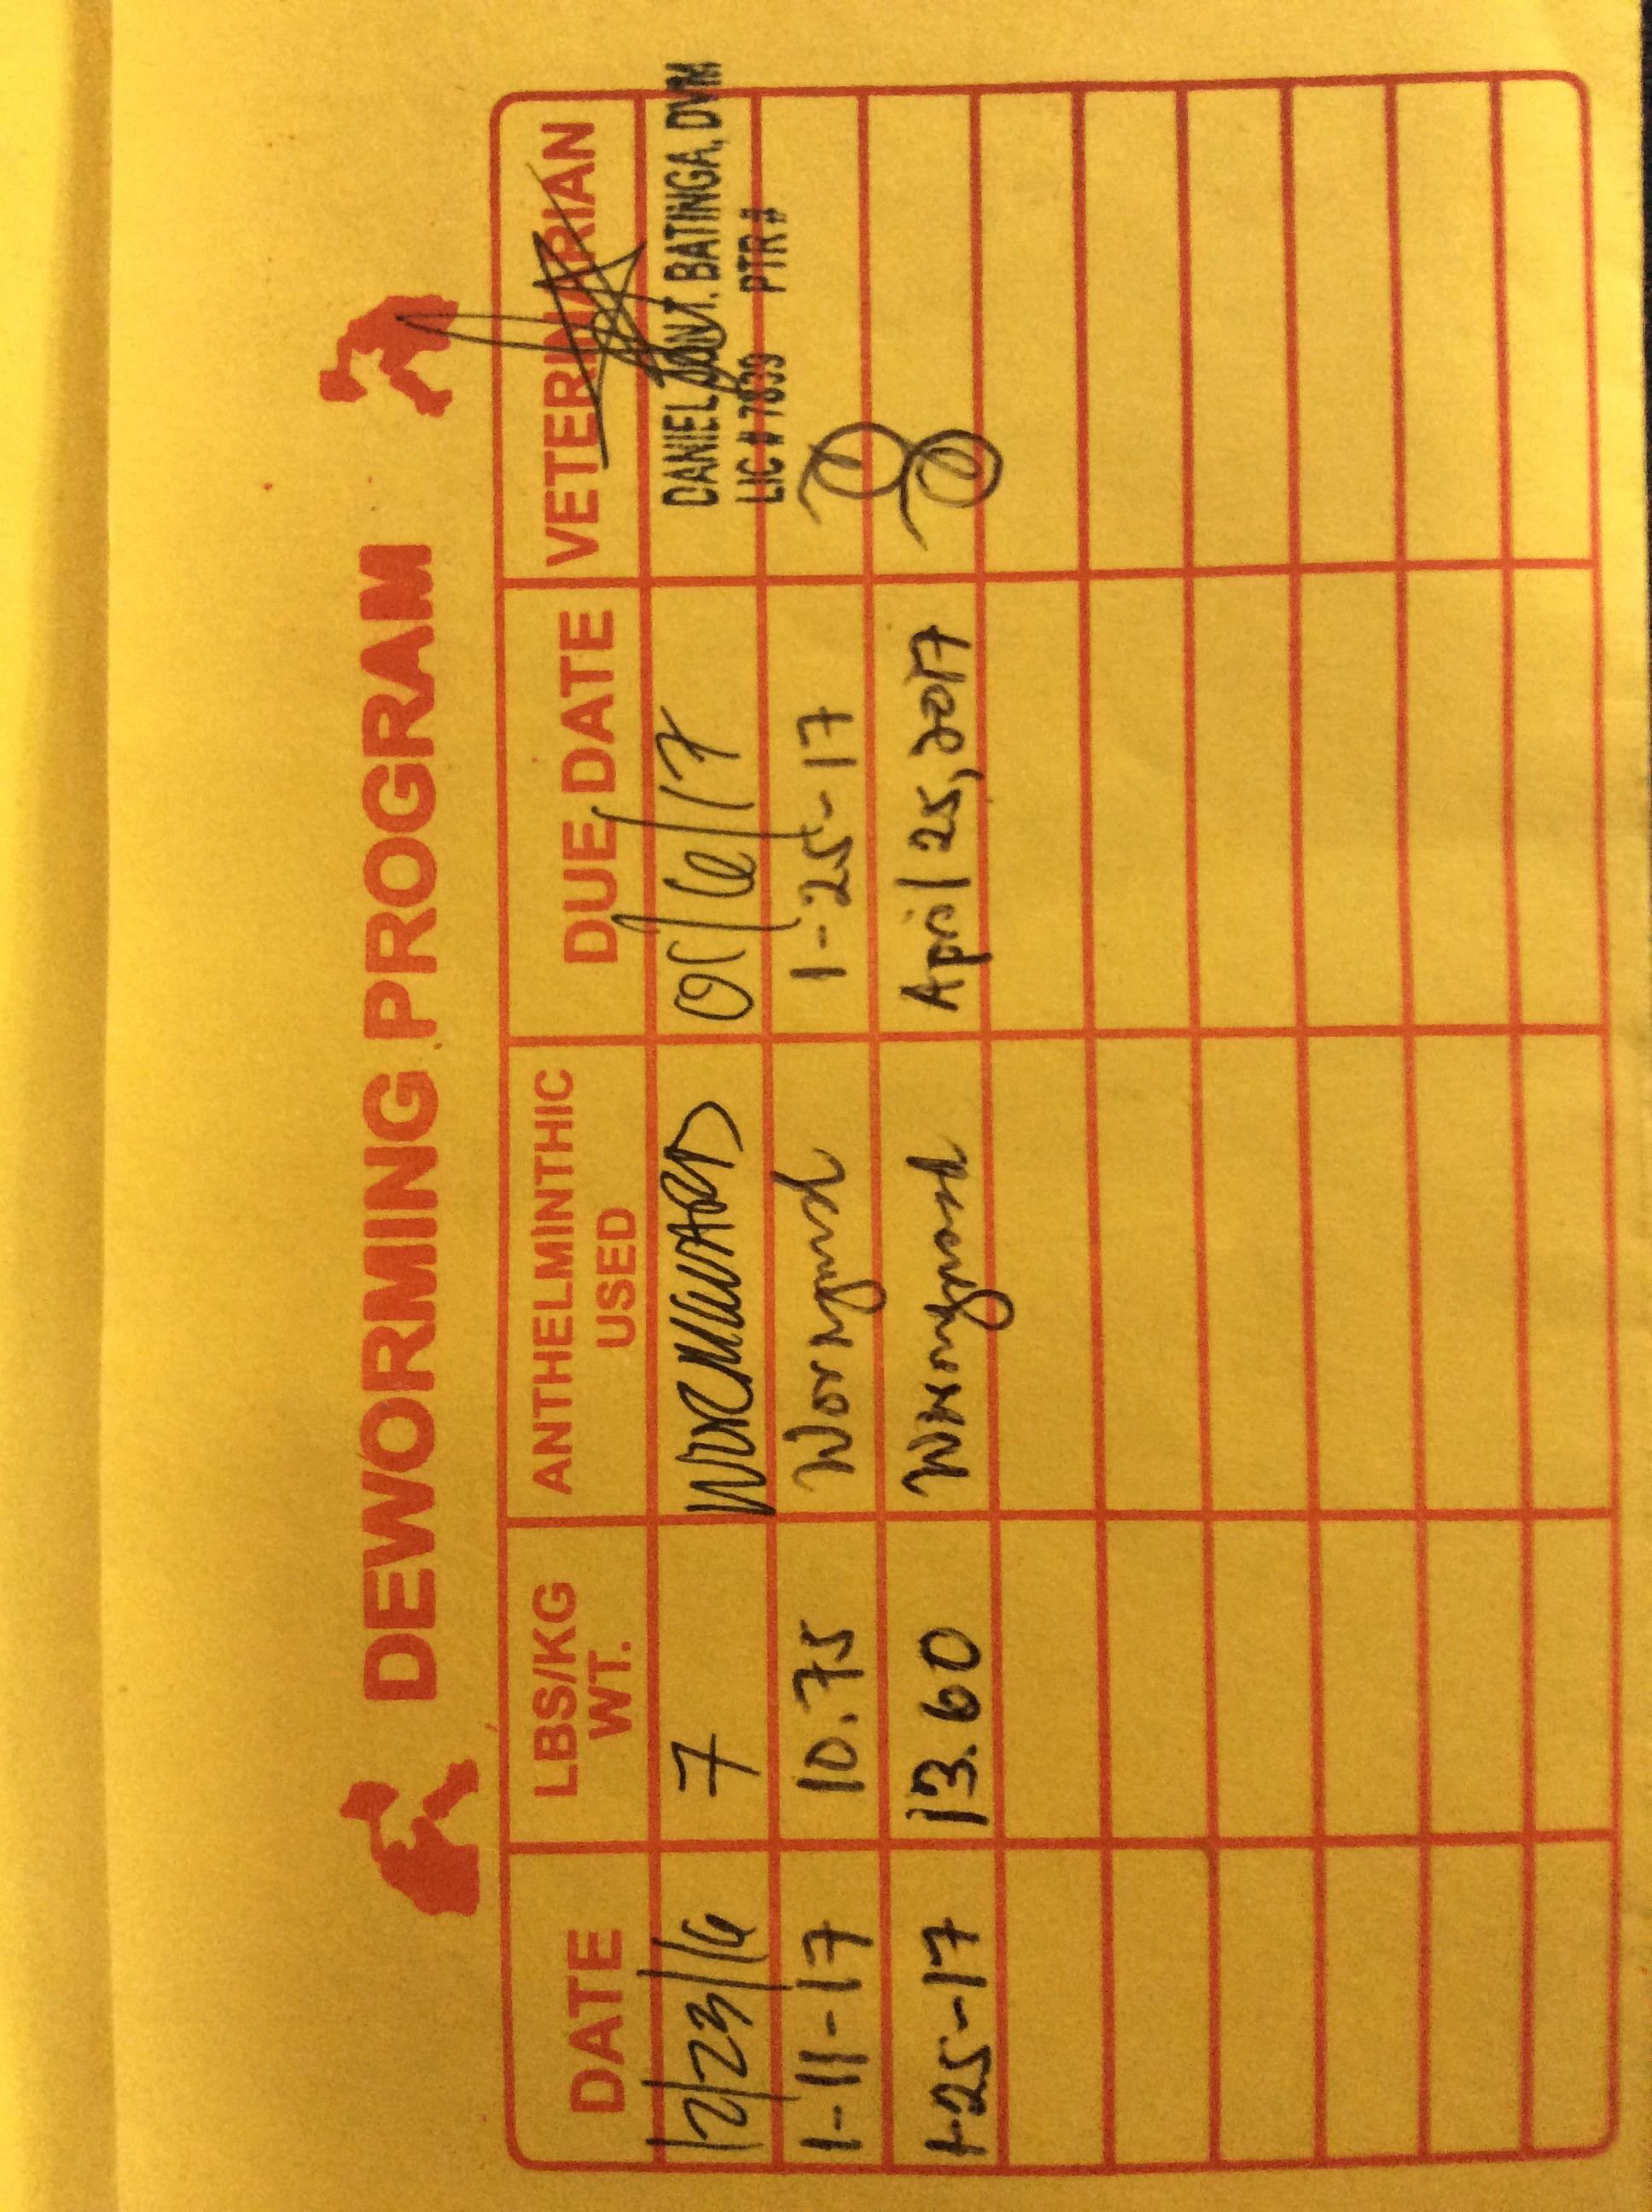 DEWORMING PROGRAM
DATE LBS/KG WT. ANTHELMINTHIC USED DUE DATE VETERINARIAN
12/23/16 7 01/6/17 DANIEL T. BATINGA, DVM
LIC # PTR #
1-11-17 10.75 Wormguard 1-25-17
1-25-17 13.60 Wormguard April 25, 2017